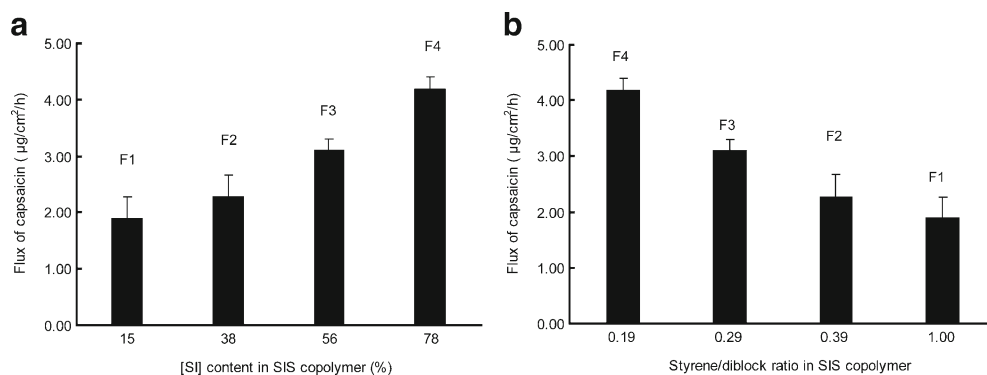 a
Flux of capsaicin ( µg/cm²/h)
5.00
4.00
3.00
2.00
1.00
0.00
F1
F2
F3
F4
15 38 56 78
[SI] content in SIS copolymer (%)
b
Flux of capsaicin ( µg/cm²/h)
5.00
4.00
3.00
2.00
1.00
0.00
F4
F3
F2
F1
0.19 0.29 0.39 1.00
Styrene/diblock ratio in SIS copolymer